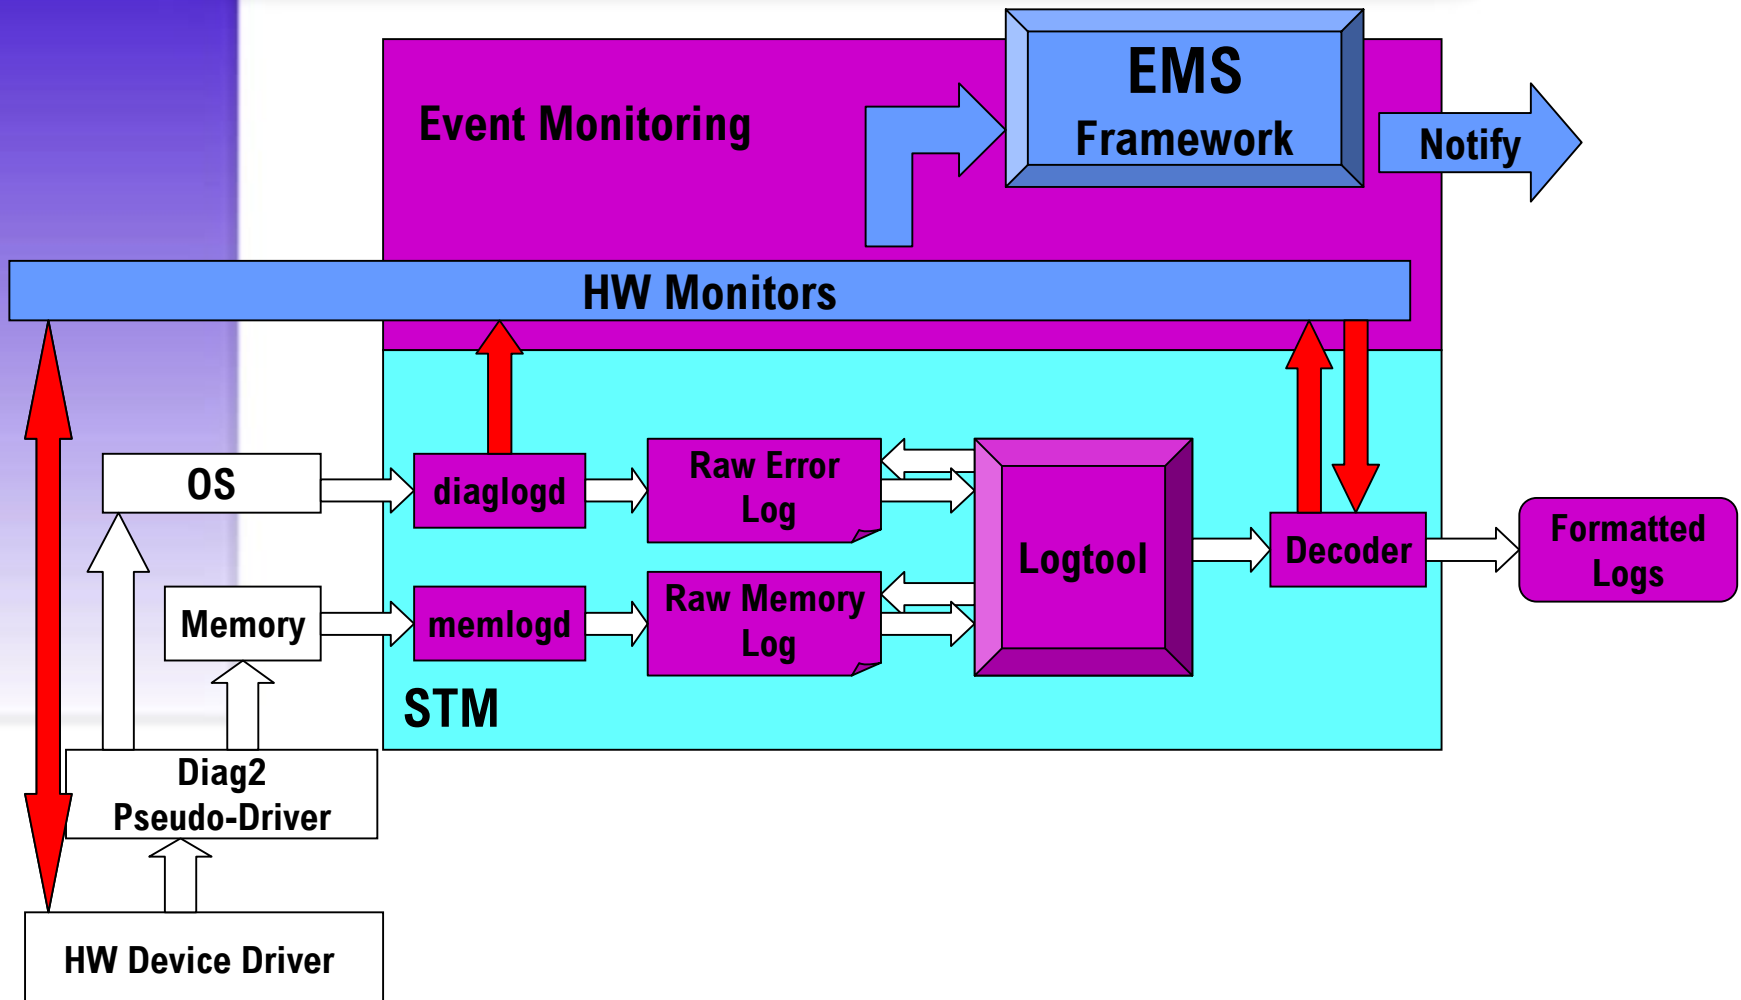 EMS
Framework
Event Monitoring
Notify
HW Monitors
OS
diaglogd
Raw Error
Log
Logtool
Decoder
Formatted
Logs
Memory
memlogd
Raw Memory
Log
STM
Diag2
Pseudo-Driver
HW Device Driver